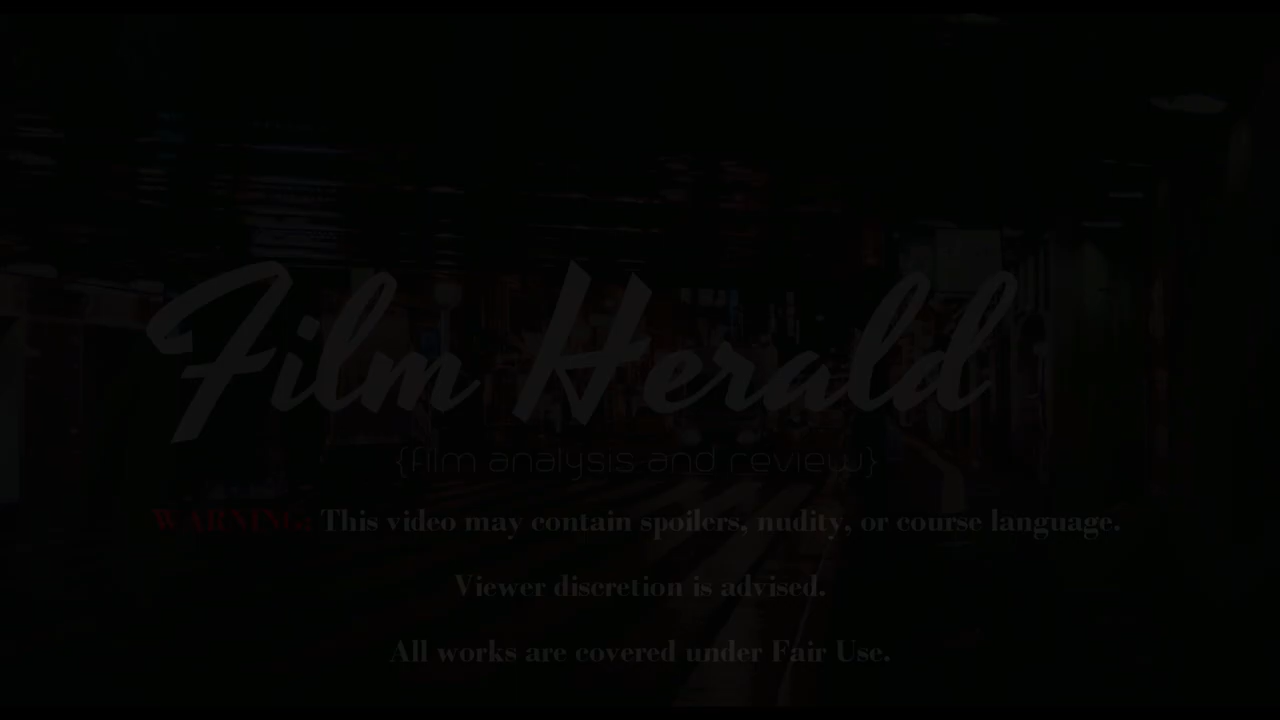 Film Herald
{film analysis and review}
WARNING: This video may contain spoilers, nudity, or course language.
Viewer discretion is advised.
All works are covered under Fair Use.